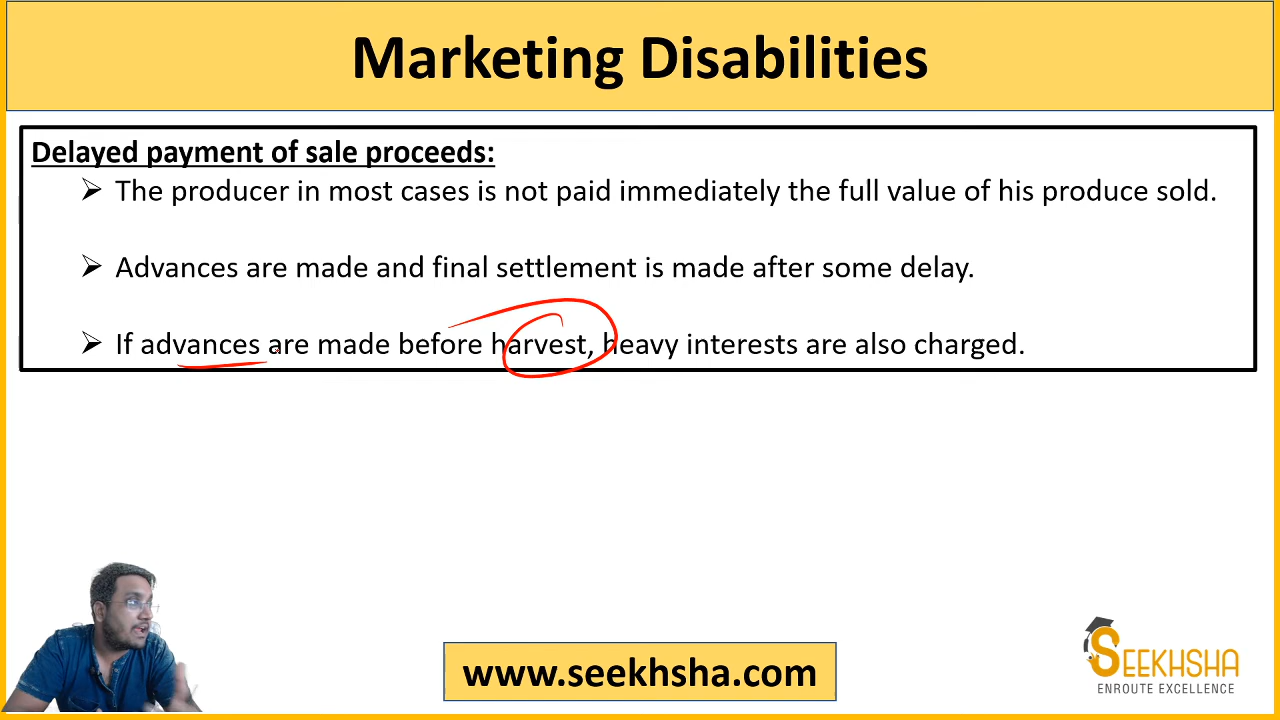 Marketing Disabilities
Delayed payment of sale proceeds:
➢ The producer in most cases is not paid immediately the full value of his produce sold.
➢ Advances are made and final settlement is made after some delay.
➢ If advances are made before harvest, heavy interests are also charged.
www.seekhsha.com
SEEKHSHA
ENROUTE EXCELLENCE